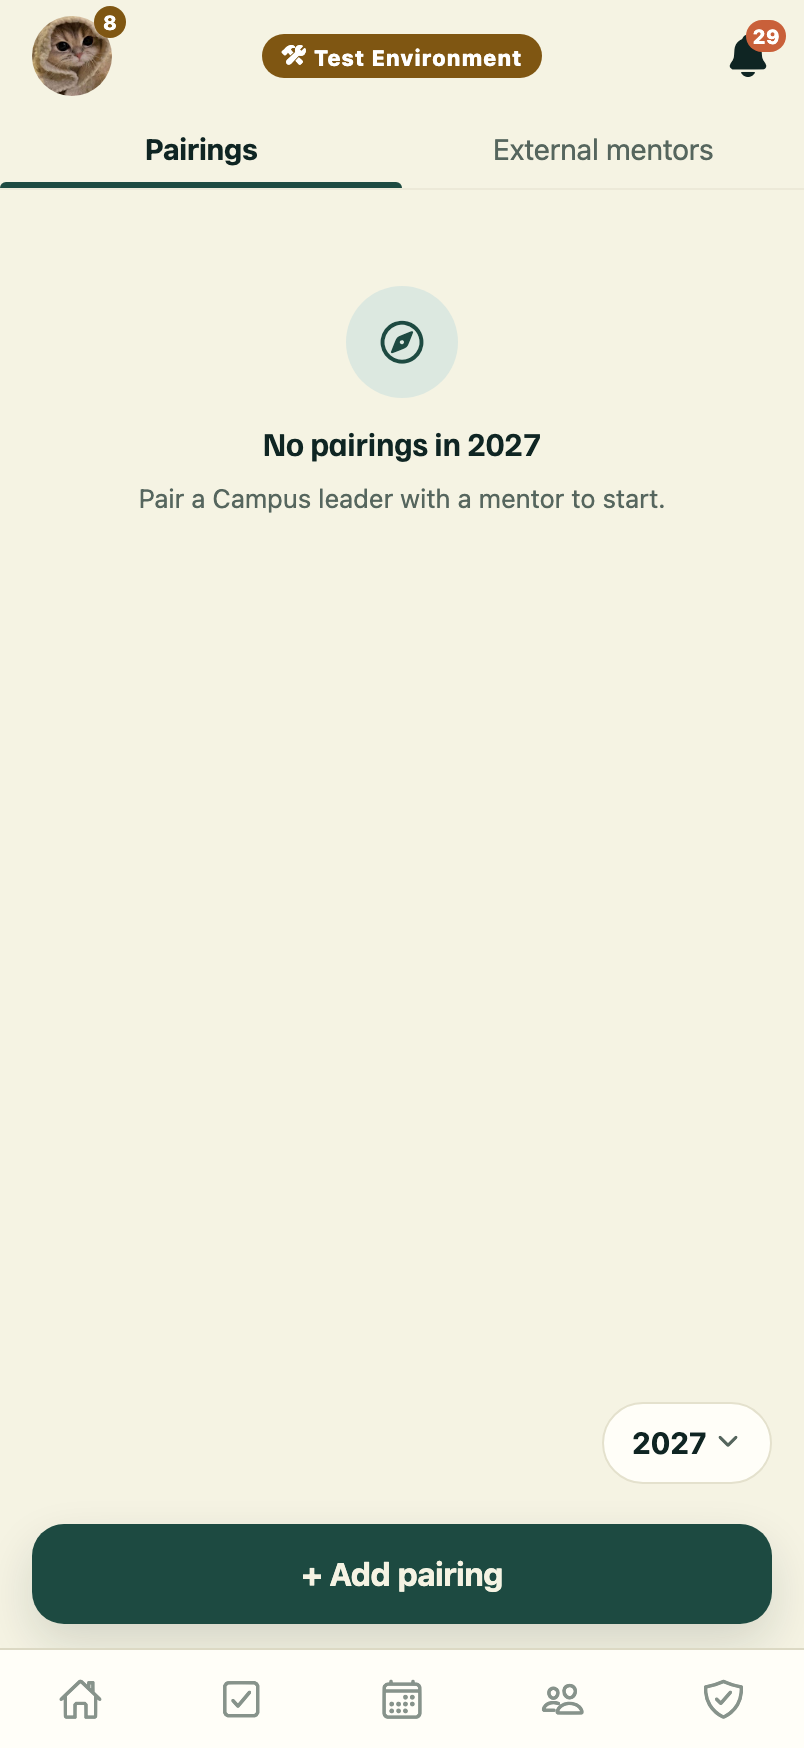 8
Test Environment
29
Pairings
External mentors
No pairings in 2027
Pair a Campus leader with a mentor to start.
2027
+ Add pairing